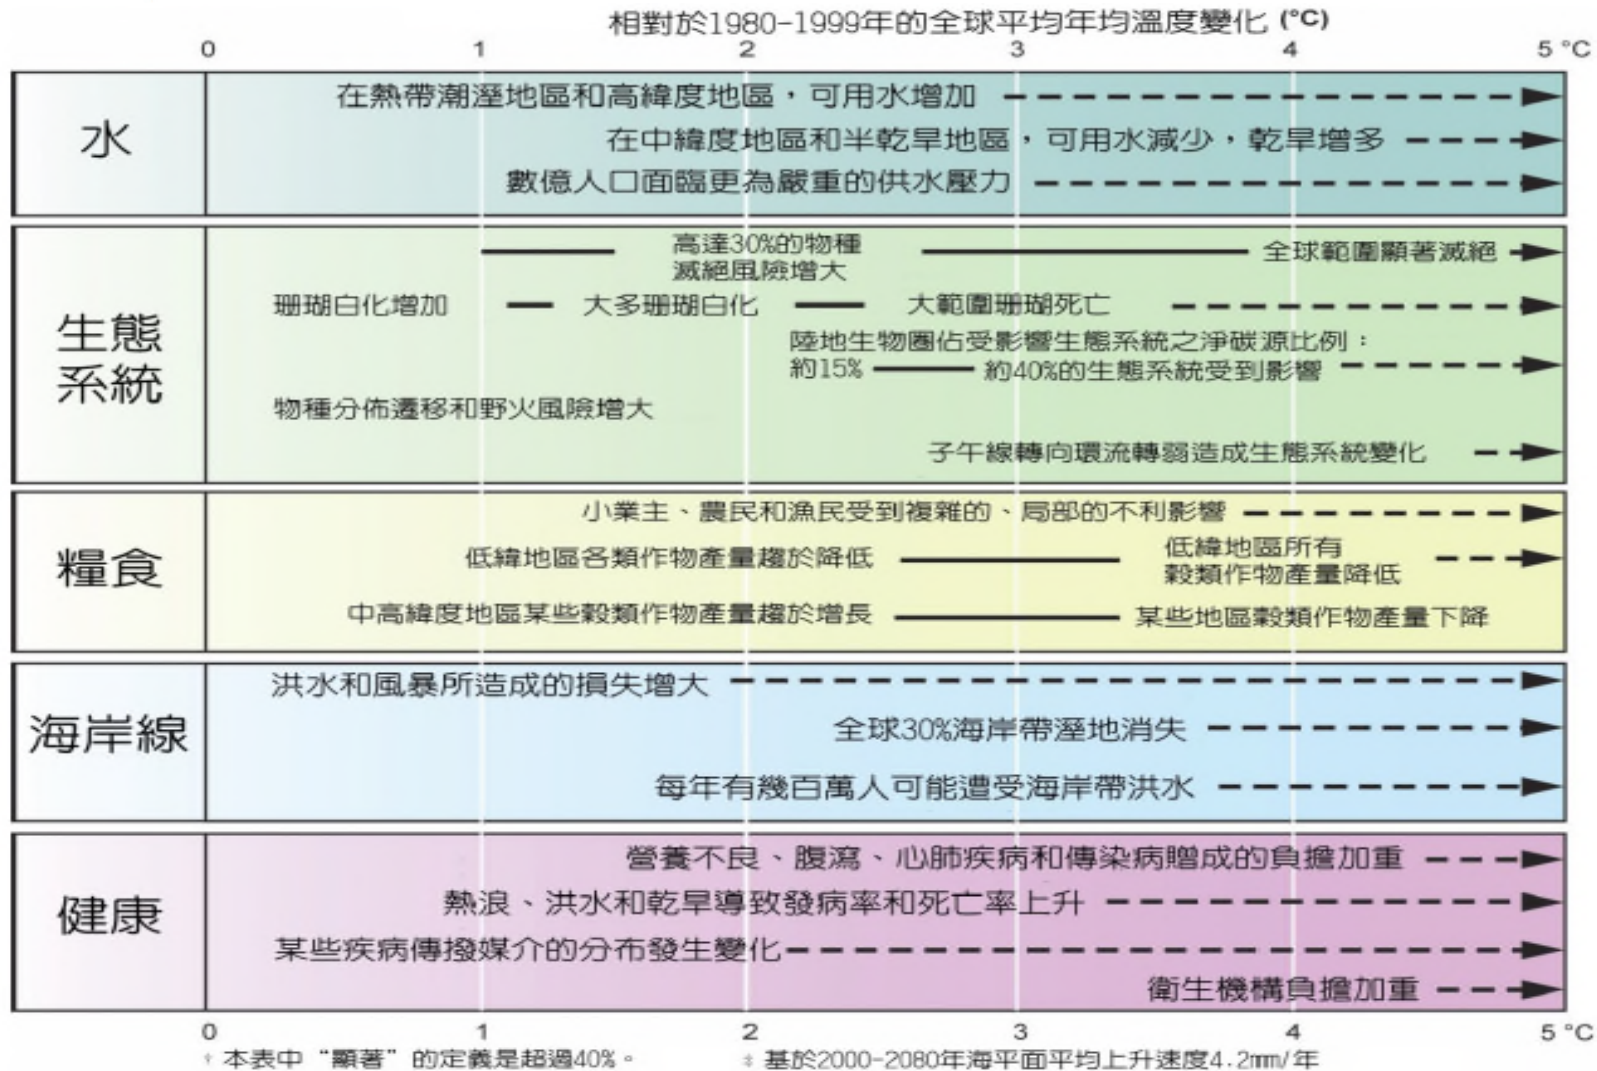 相對於1980-1999年的全球平均年均溫度變化 (°C)
0 1 2 3 4 5 °C
水
在熱帶潮溼地區和高緯度地區，可用水增加
在中緯度地區和半乾旱地區，可用水減少，乾旱增多
數億人口面臨更為嚴重的供水壓力
生態
系統
高達30%的物種
滅絕風險增大
全球範圍顯著滅絕
珊瑚白化增加 大多珊瑚白化 大範圍珊瑚死亡
陸地生物圈佔受影響生態系統之淨碳源比例：
約15% 約40%的生態系統受到影響
物種分佈遷移和野火風險增大
子午線轉向環流轉弱造成生態系統變化
糧食
小業主、農民和漁民受到複雜的、局部的不利影響
低緯地區各類作物產量趨於降低
低緯地區所有
穀類作物產量降低
中高緯度地區某些穀類作物產量趨於增長 某些地區穀類作物產量下降
海岸線
洪水和風暴所造成的損失增大
全球30%海岸帶溼地消失
每年有幾百萬人可能遭受海岸帶洪水
健康
營養不良、腹瀉、心肺疾病和傳染病贈成的負擔加重
熱浪、洪水和乾旱導致發病率和死亡率上升
某些疾病傳撥媒介的分布發生變化
衛生機構負擔加重
0 1 2 3 4 5 °C
† 本表中“顯著”的定義是超過40%。 ‡ 基於2000-2080年海平面平均上升速度4.2mm/年